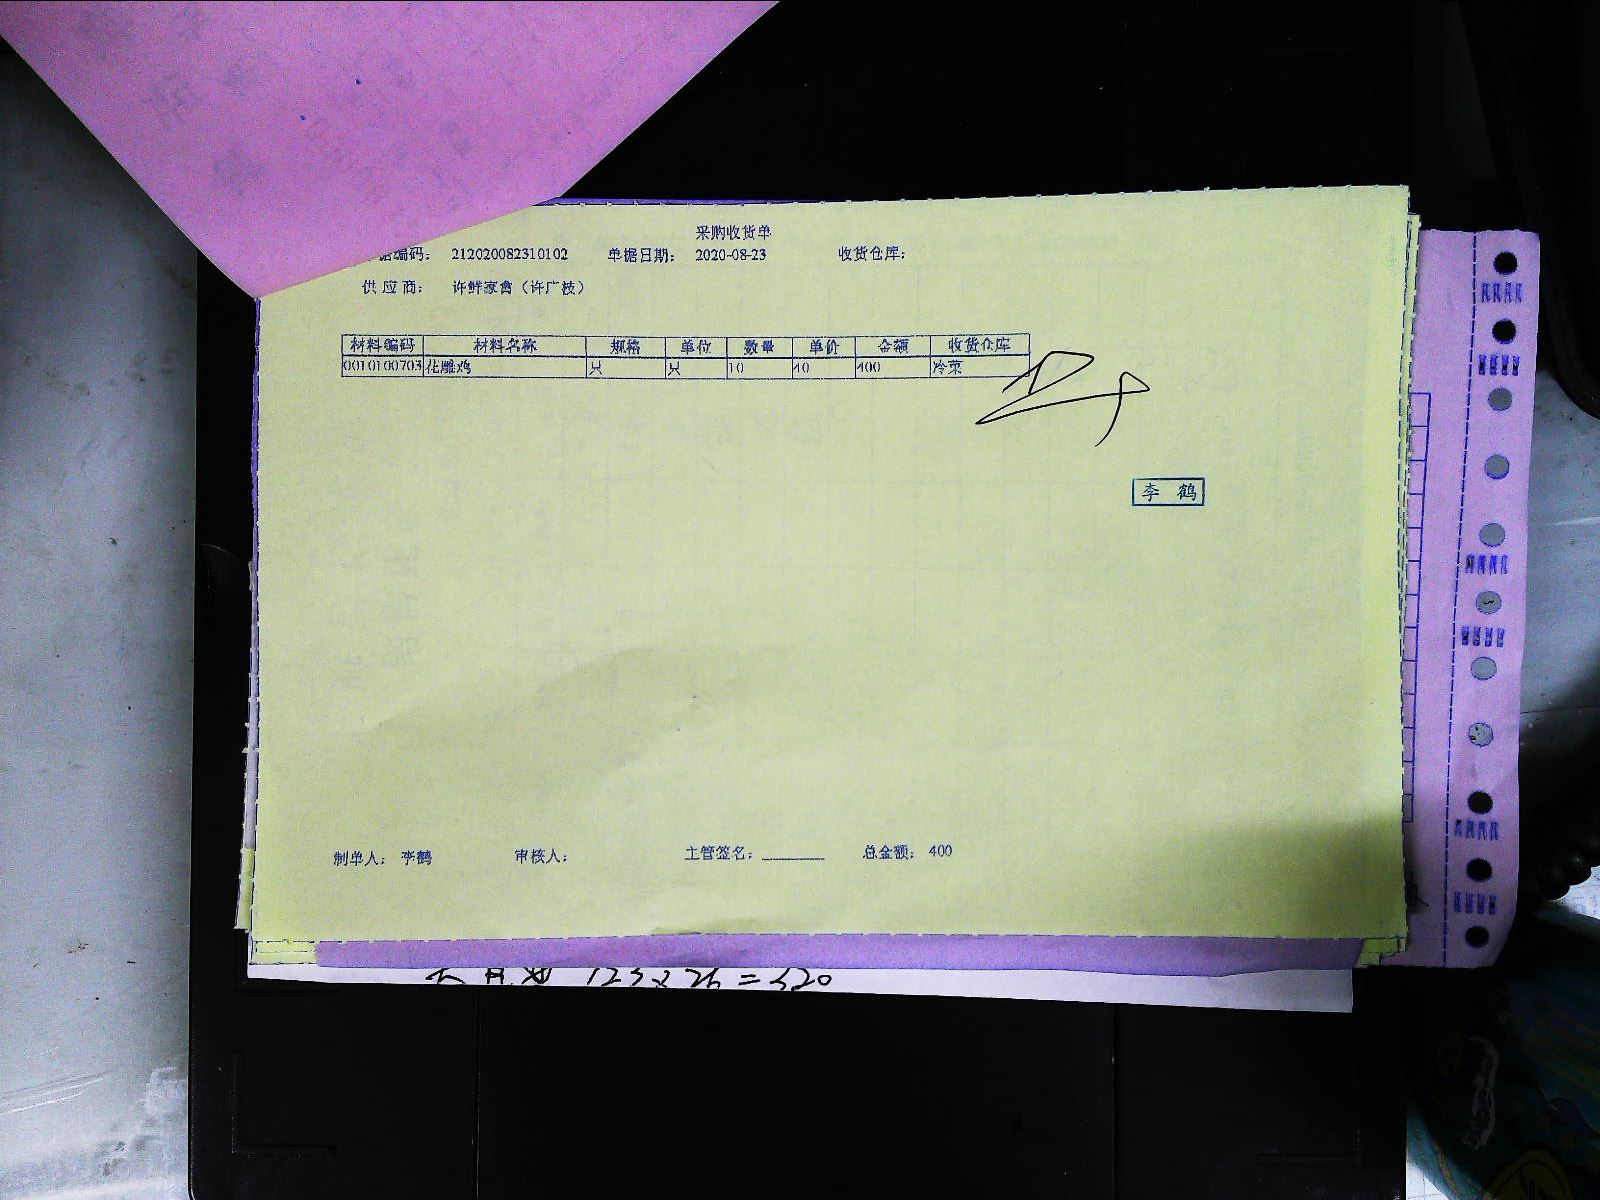 采购收货单
据编码： 212020082310102 单据日期： 2020-08-23 收货仓库：
供应商： 许鲜家禽（许广枝）
材料编码 材料名称 规格 单位 数量 单价 金额 收货仓库
0010100703 花雕鸡 只 只 10 40 400 冷菜
李 鹤
制单人： 李鹤 审核人： 主管签名：________ 总金额： 400